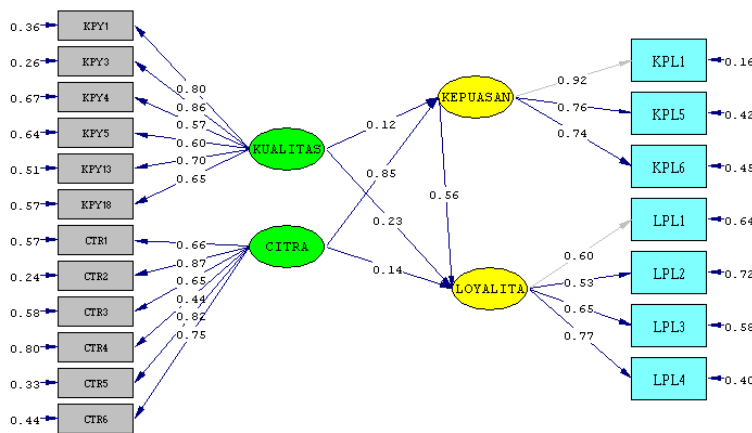 0.36 KPY1
0.26 KPY3
0.67 KPY4
0.64 KPY5
0.51 KPY13
0.57 KPY18
0.57 CTR1
0.24 CTR2
0.58 CTR3
0.80 CTR4
0.33 CTR5
0.44 CTR6
0.80
0.86
0.57
0.60
0.70
0.65
0.66
0.87
0.65
0.44
0.82
0.75
KUALITAS
CITRA
0.12
0.85
0.23
0.14
KEPUASAN
0.56
LOYALITA
0.92
0.76
0.74
0.60
0.53
0.65
0.77
KPL1 0.16
KPL5 0.42
KPL6 0.45
LPL1 0.64
LPL2 0.72
LPL3 0.58
LPL4 0.40